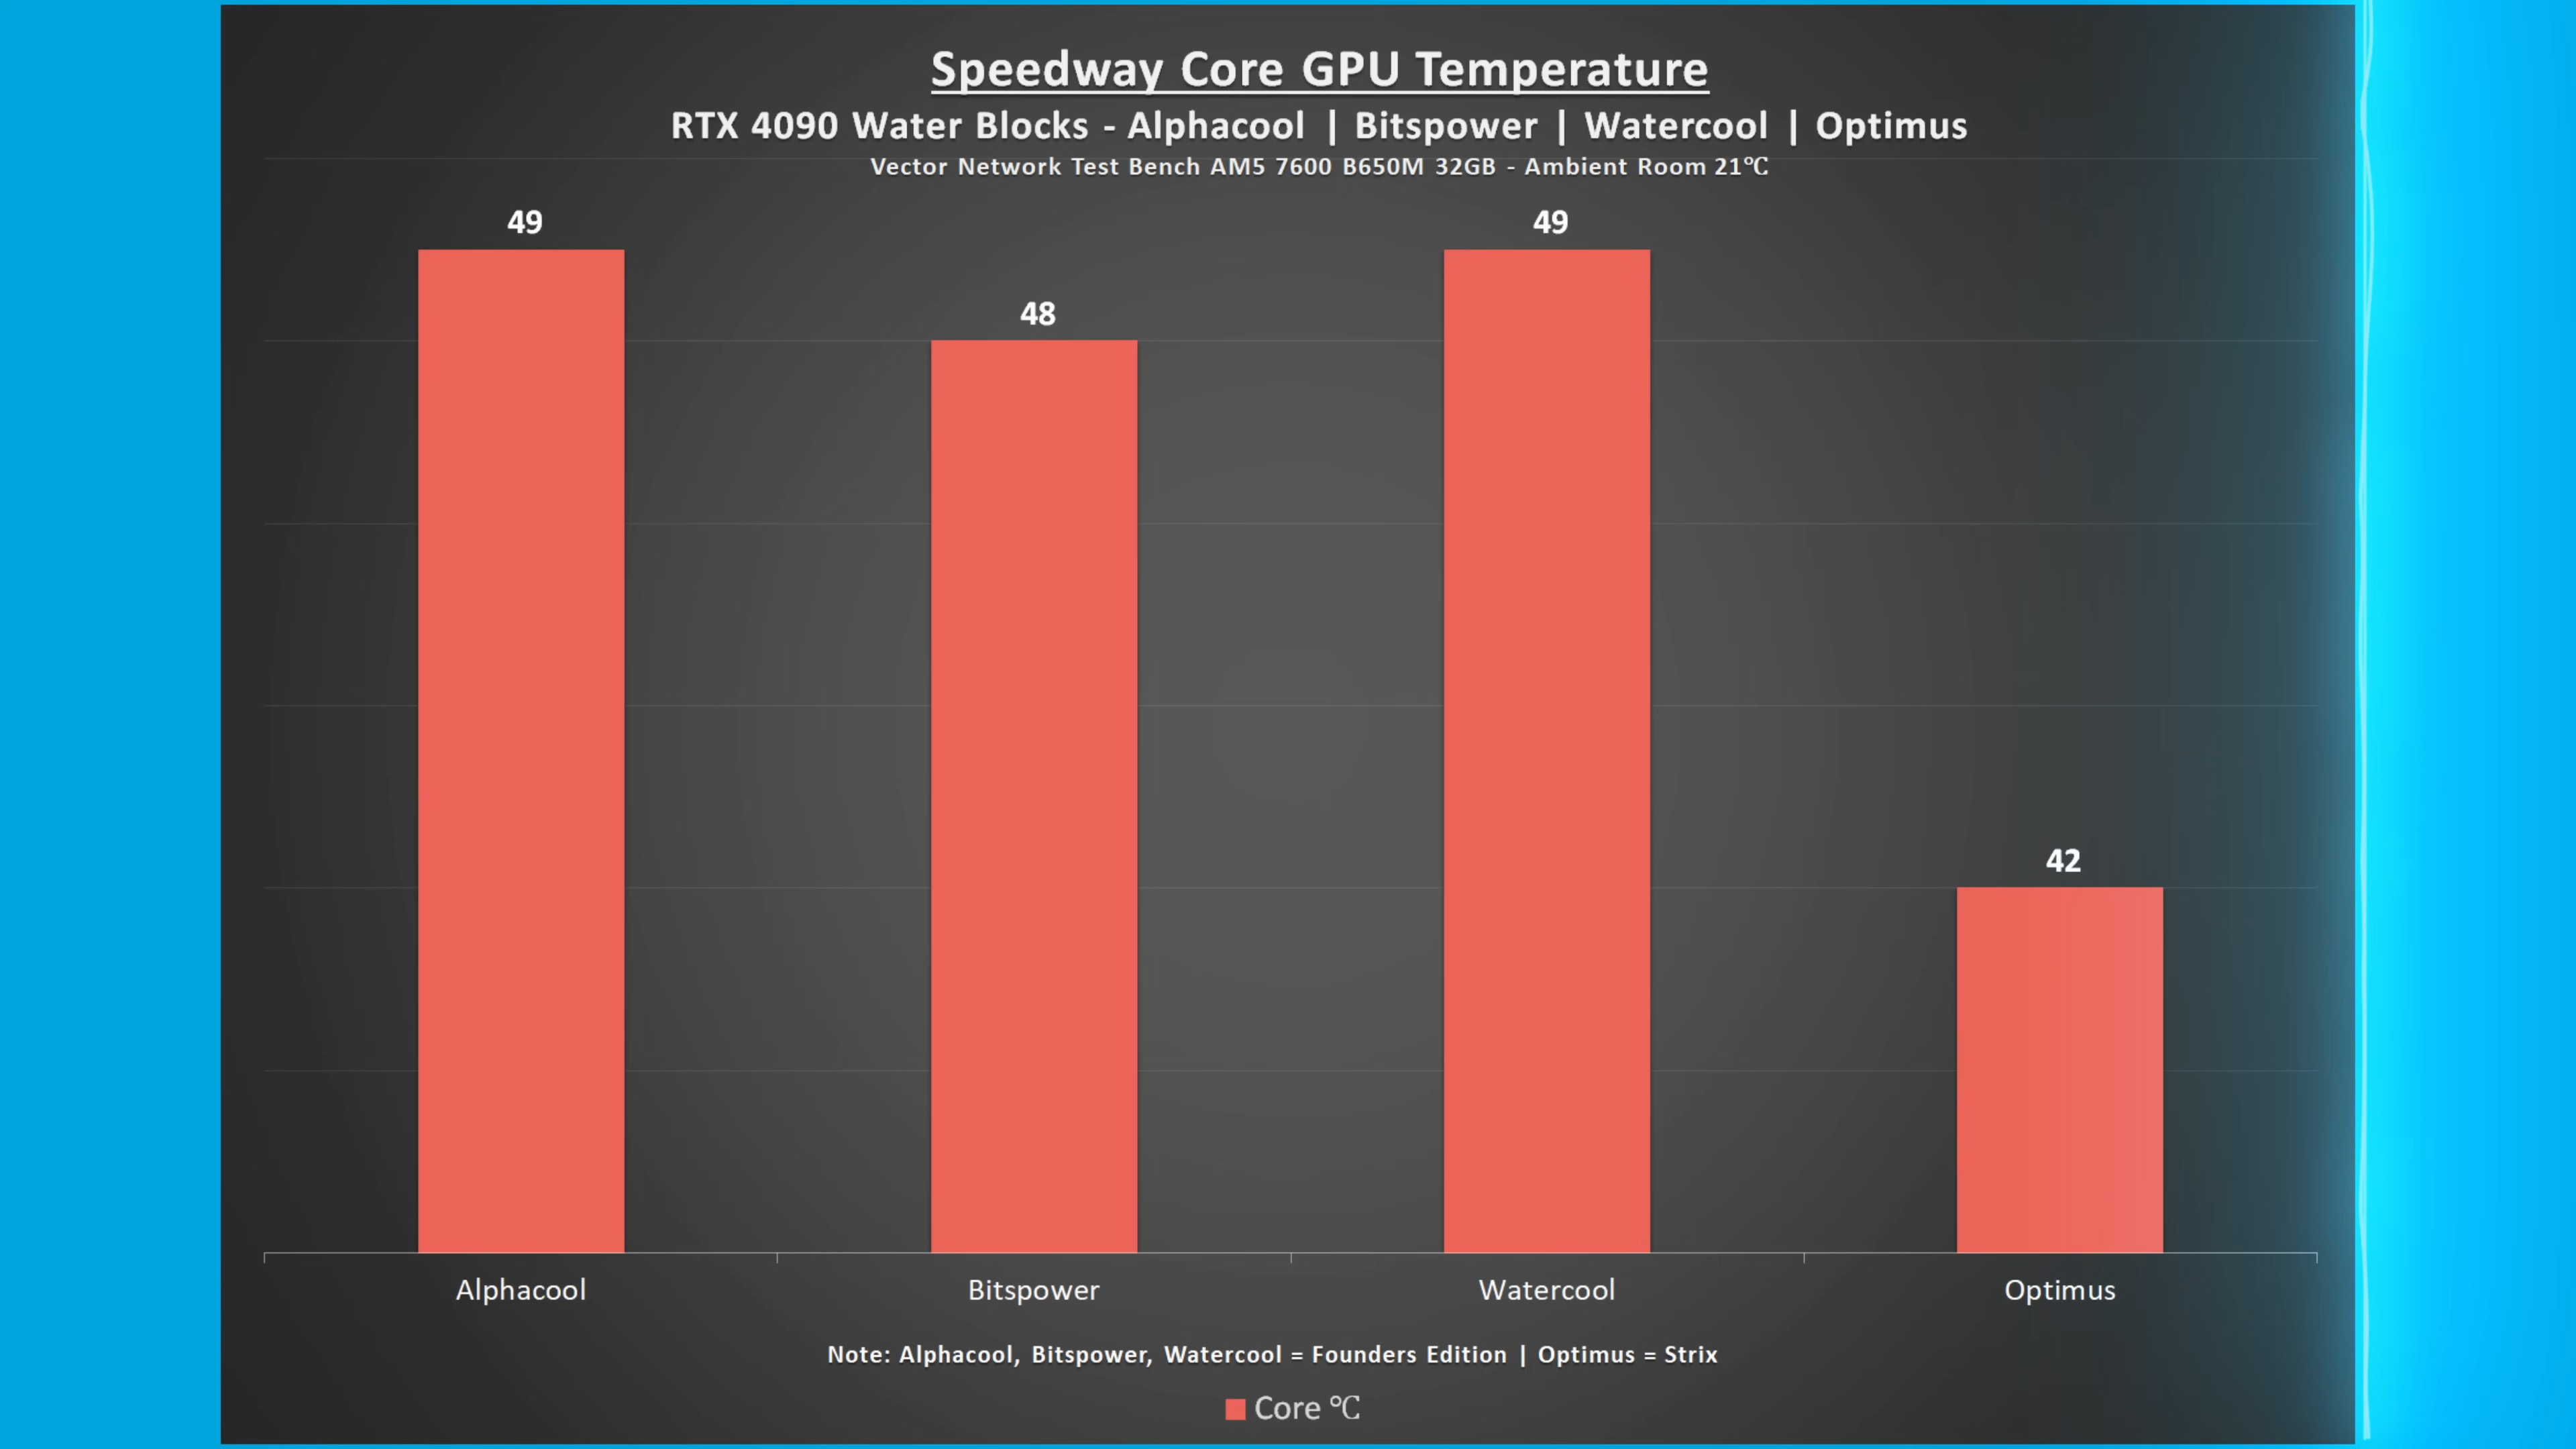 Speedway Core GPU Temperature
RTX 4090 Water Blocks - Alphacool | Bitspower | Watercool | Optimus
Vector Network Test Bench AM5 7600 B650M 32GB - Ambient Room 21℃
49
48
49
42
Alphacool
Bitspower
Watercool
Optimus
Note: Alphacool, Bitspower, Watercool = Founders Edition | Optimus = Strix
Core ℃